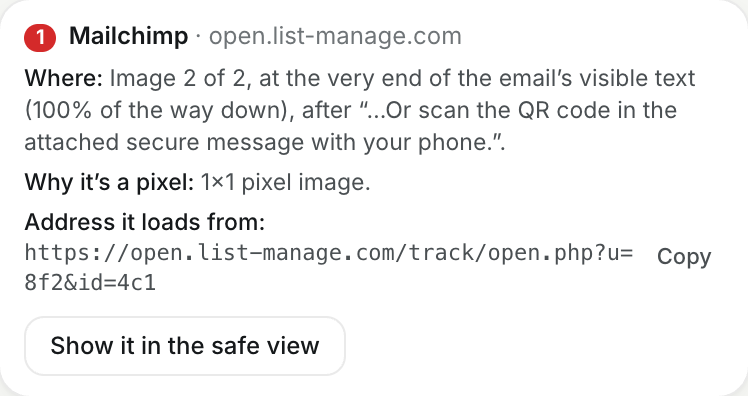 1 Mailchimp · open.list-manage.com
Where: Image 2 of 2, at the very end of the email’s visible text
(100% of the way down), after “…Or scan the QR code in the
attached secure message with your phone.”.
Why it’s a pixel: 1×1 pixel image.
Address it loads from:
https://open.list-manage.com/track/open.php?u= Copy
8f2&id=4c1
Show it in the safe view